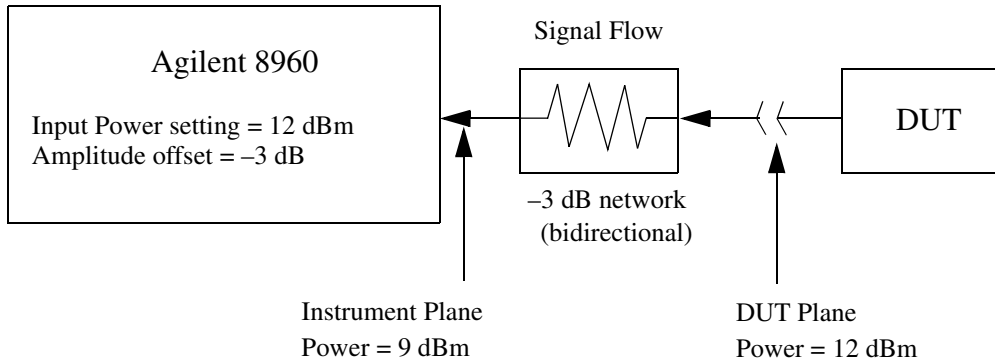 Signal Flow
Agilent 8960
Input Power setting = 12 dBm
Amplitude offset = –3 dB
DUT
–3 dB network
(bidirectional)
Instrument Plane
Power = 9 dBm
DUT Plane
Power = 12 dBm